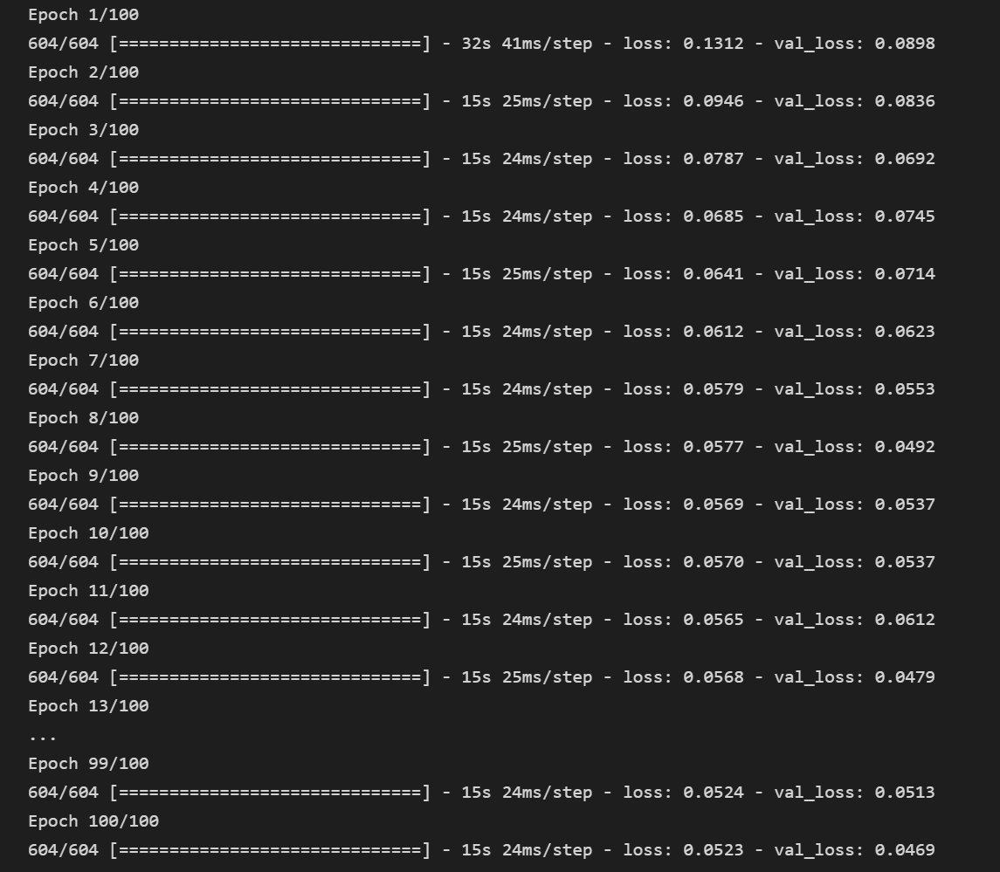 Epoch 1/100
604/604 [==============================] - 32s 41ms/step - loss: 0.1312 - val_loss: 0.0898
Epoch 2/100
604/604 [==============================] - 15s 25ms/step - loss: 0.0946 - val_loss: 0.0836
Epoch 3/100
604/604 [==============================] - 15s 24ms/step - loss: 0.0787 - val_loss: 0.0692
Epoch 4/100
604/604 [==============================] - 15s 24ms/step - loss: 0.0685 - val_loss: 0.0745
Epoch 5/100
604/604 [==============================] - 15s 25ms/step - loss: 0.0641 - val_loss: 0.0714
Epoch 6/100
604/604 [==============================] - 15s 24ms/step - loss: 0.0612 - val_loss: 0.0623
Epoch 7/100
604/604 [==============================] - 15s 24ms/step - loss: 0.0579 - val_loss: 0.0553
Epoch 8/100
604/604 [==============================] - 15s 25ms/step - loss: 0.0577 - val_loss: 0.0492
Epoch 9/100
604/604 [==============================] - 15s 24ms/step - loss: 0.0569 - val_loss: 0.0537
Epoch 10/100
604/604 [==============================] - 15s 25ms/step - loss: 0.0570 - val_loss: 0.0537
Epoch 11/100
604/604 [==============================] - 15s 24ms/step - loss: 0.0565 - val_loss: 0.0612
Epoch 12/100
604/604 [==============================] - 15s 25ms/step - loss: 0.0568 - val_loss: 0.0479
Epoch 13/100
...
Epoch 99/100
604/604 [==============================] - 15s 24ms/step - loss: 0.0524 - val_loss: 0.0513
Epoch 100/100
604/604 [==============================] - 15s 24ms/step - loss: 0.0523 - val_loss: 0.0469